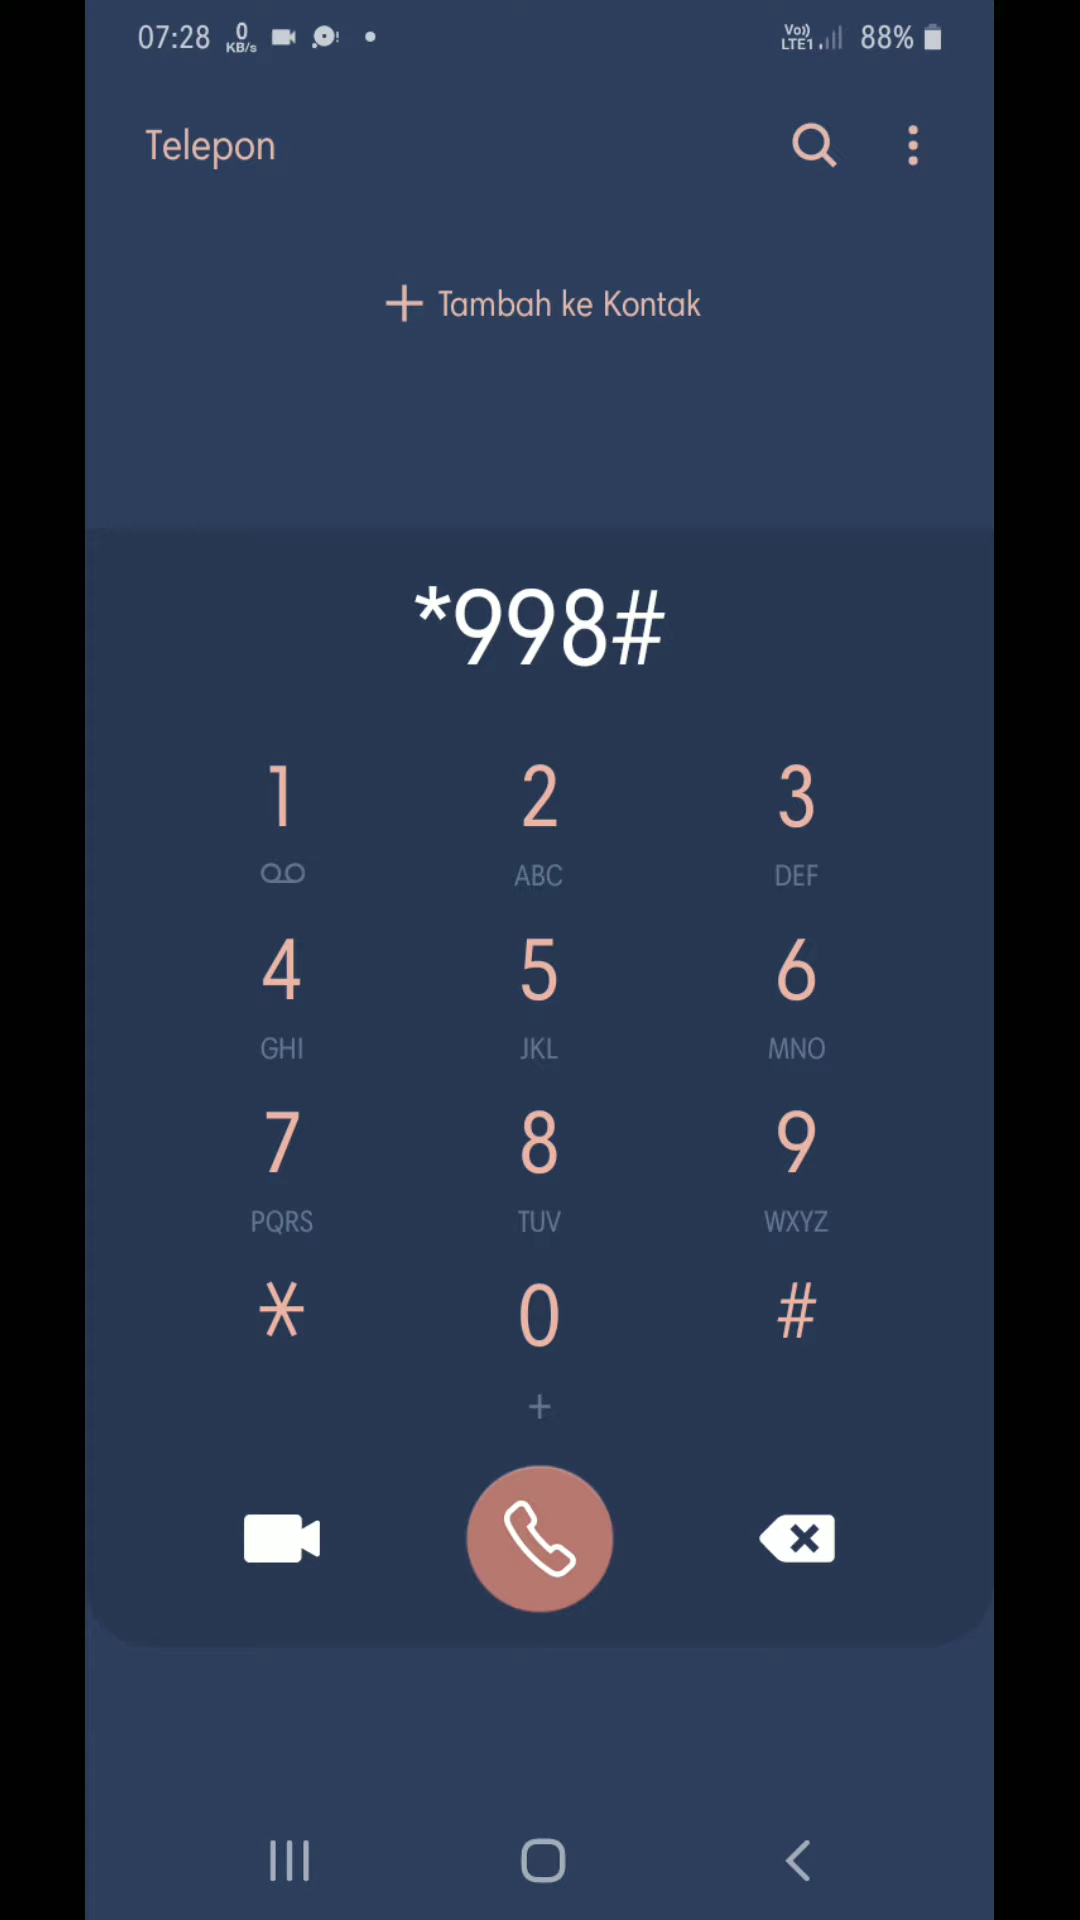 07:28 0 KB/s Vo)) LTE1 88%
Telepon
+ Tambah ke Kontak
*998#
1 2 3
ABC DEF
4 5 6
GHI JKL MNO
7 8 9
PQRS TUV WXYZ
* 0 #
+